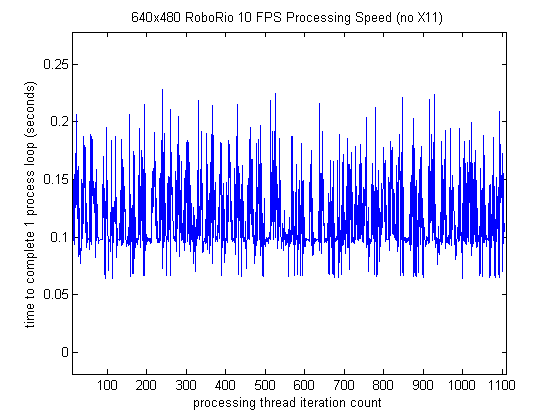 640x480 RoboRio 10 FPS Processing Speed (no X11)
time to complete 1 process loop (seconds)
0.25
0.2
0.15
0.1
0.05
0
100 200 300 400 500 600 700 800 900 1000 1100
processing thread iteration count